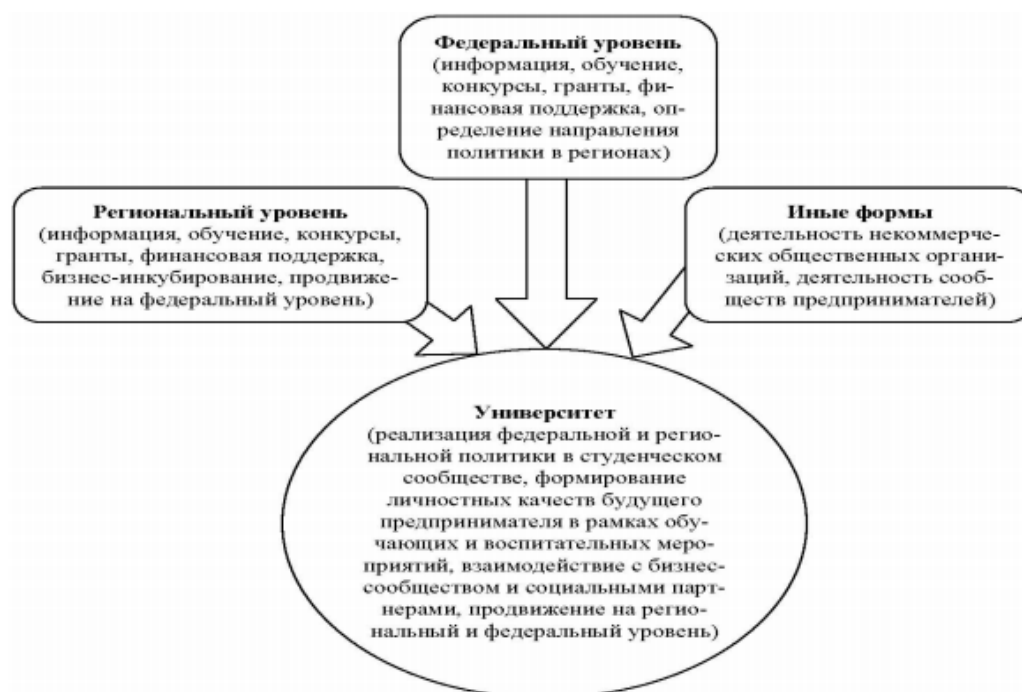 Федеральный уровень
(информация, обучение,
конкурсы, гранты, фи-
нансовая поддержка, оп-
ределение направления
политики в регионах)
Региональный уровень
(информация, обучение, конкурсы,
гранты, финансовая поддержка,
бизнес-инкубирование, продвиже-
ние на федеральный уровень)
Иные формы
(деятельность некоммерче-
ских общественных органи-
заций, деятельность сооб-
ществ предпринимателей)
Университет
(реализация федеральной и регио-
нальной политики в студенческом
сообществе, формирование
личностных качеств будущего
предпринимателя в рамках обу-
чающих и воспитательных меро-
приятий, взаимодействие с бизнес-
сообществом и социальными парт-
нерами, продвижение на регио-
нальный и федеральный уровень)